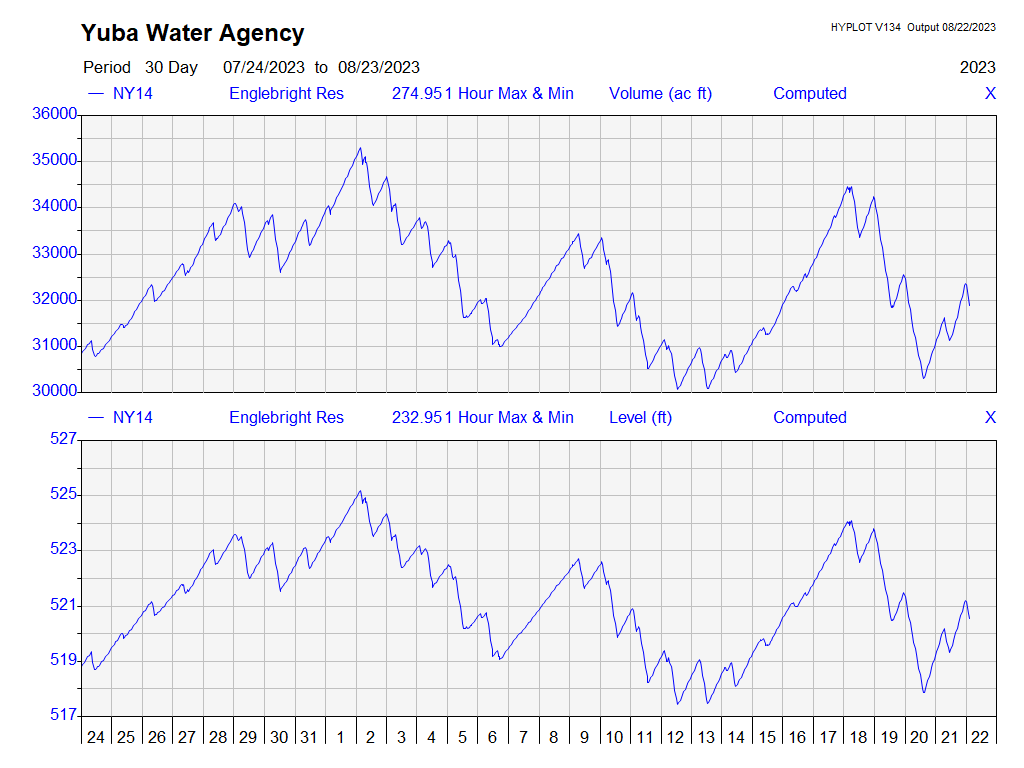 Yuba Water Agency
HYPLOT V134 Output 08/22/2023
Period 30 Day 07/24/2023 to 08/23/2023 2023
NY14 Englebright Res 274.951 Hour Max & Min Volume (ac ft) Computed X
36000
35000
34000
33000
32000
31000
30000
NY14 Englebright Res 232.951 Hour Max & Min Level (ft) Computed X
527
525
523
521
519
517
24 25 26 27 28 29 30 31 1 2 3 4 5 6 7 8 9 10 11 12 13 14 15 16 17 18 19 20 21 22